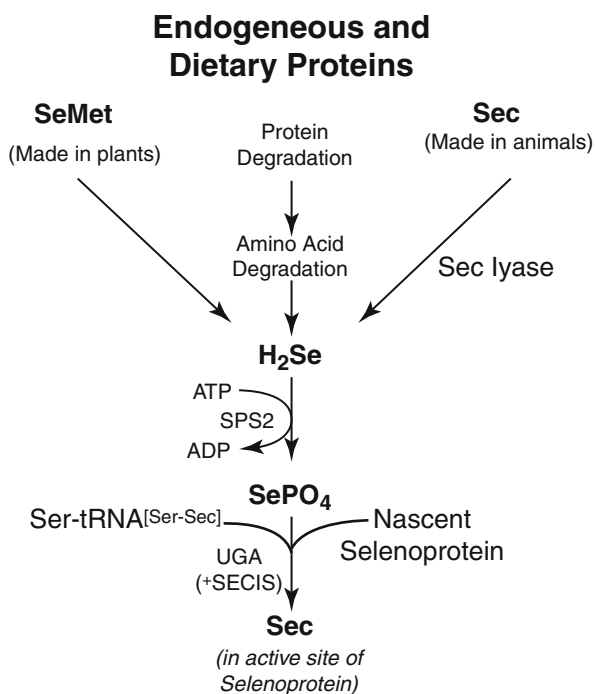 Endogeneous and
Dietary Proteins
SeMet
(Made in plants)
Protein
Degradation
Sec
(Made in animals)
Amino Acid
Degradation
Sec lyase
H₂Se
ATP
SPS2
ADP
SePO₄
Ser-tRNA[Ser-Sec]
Nascent
Selenoprotein
UGA
(⁺SECIS)
Sec
(in active site of
Selenoprotein)